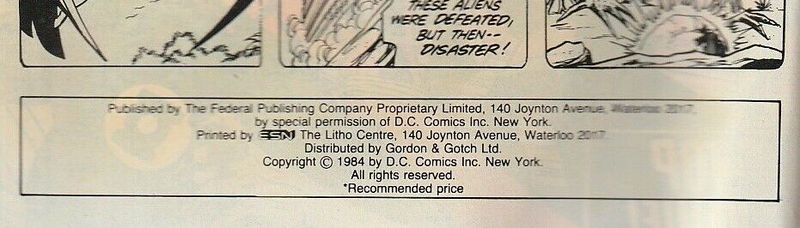 THESE ALIENS
WERE DEFEATED,
BUT THEN--
DISASTER!
Published by The Federal Publishing Company Proprietary Limited, 140 Joynton Avenue, Waterloo 2017,
by special permission of D.C. Comics Inc. New York.
Printed by ESN The Litho Centre, 140 Joynton Avenue, Waterloo 2017.
Distributed by Gordon & Gotch Ltd.
Copyright © 1984 by D.C. Comics Inc. New York.
All rights reserved.
*Recommended price